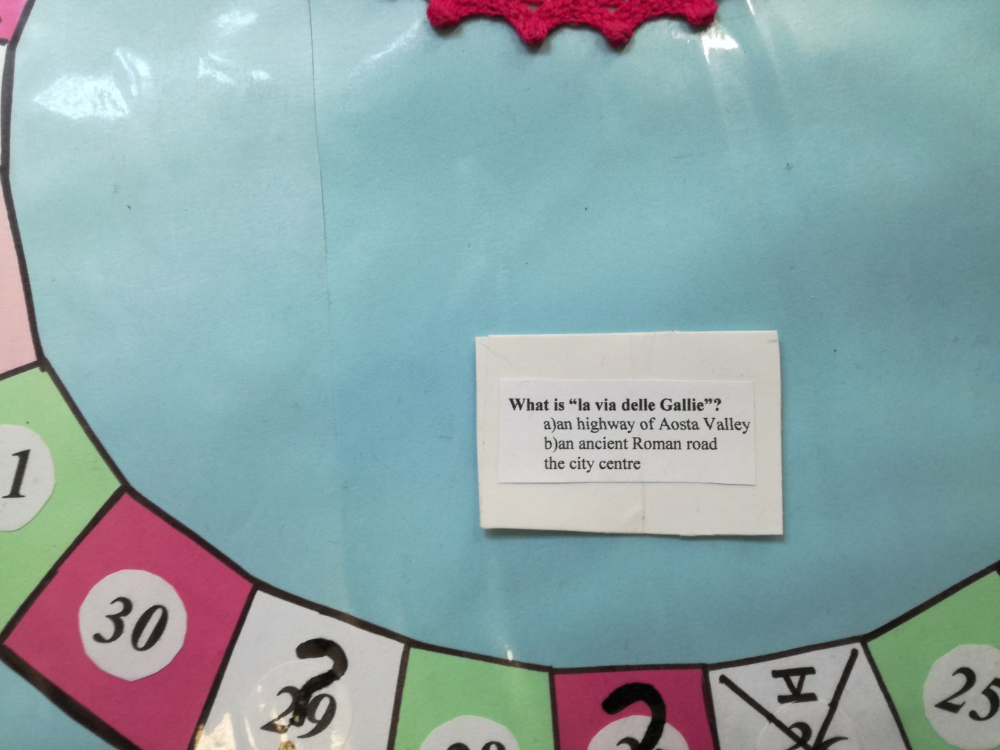 What is “la via delle Gallie”?
a)an highway of Aosta Valley
b)an ancient Roman road
the city centre
1
30
?
29
?
V
25